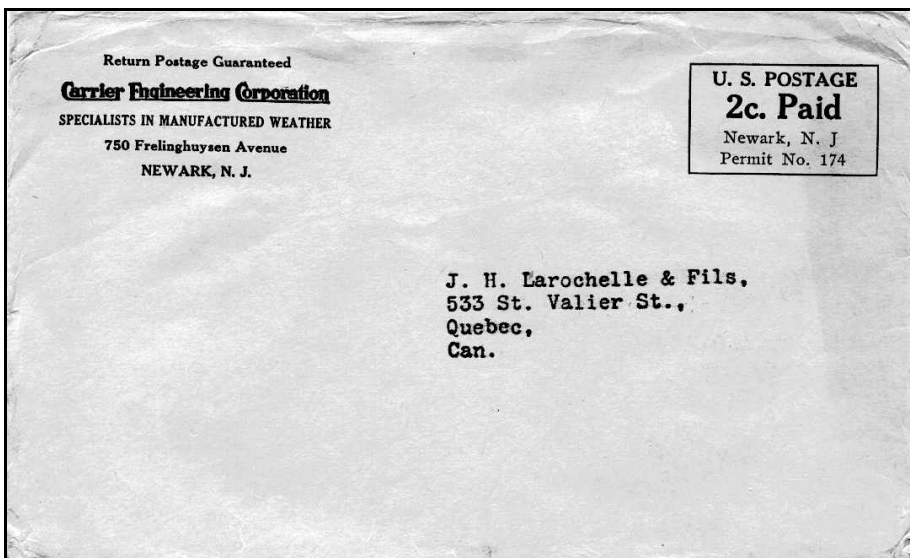 Return Postage Guaranteed
Carrier Engineering Corporation
SPECIALISTS IN MANUFACTURED WEATHER
750 Frelinghuysen Avenue
NEWARK, N. J.
U. S. POSTAGE
2c. Paid
Newark, N. J
Permit No. 174
J. H. Larochelle & Fils,
533 St. Valier St.,
Quebec,
Can.